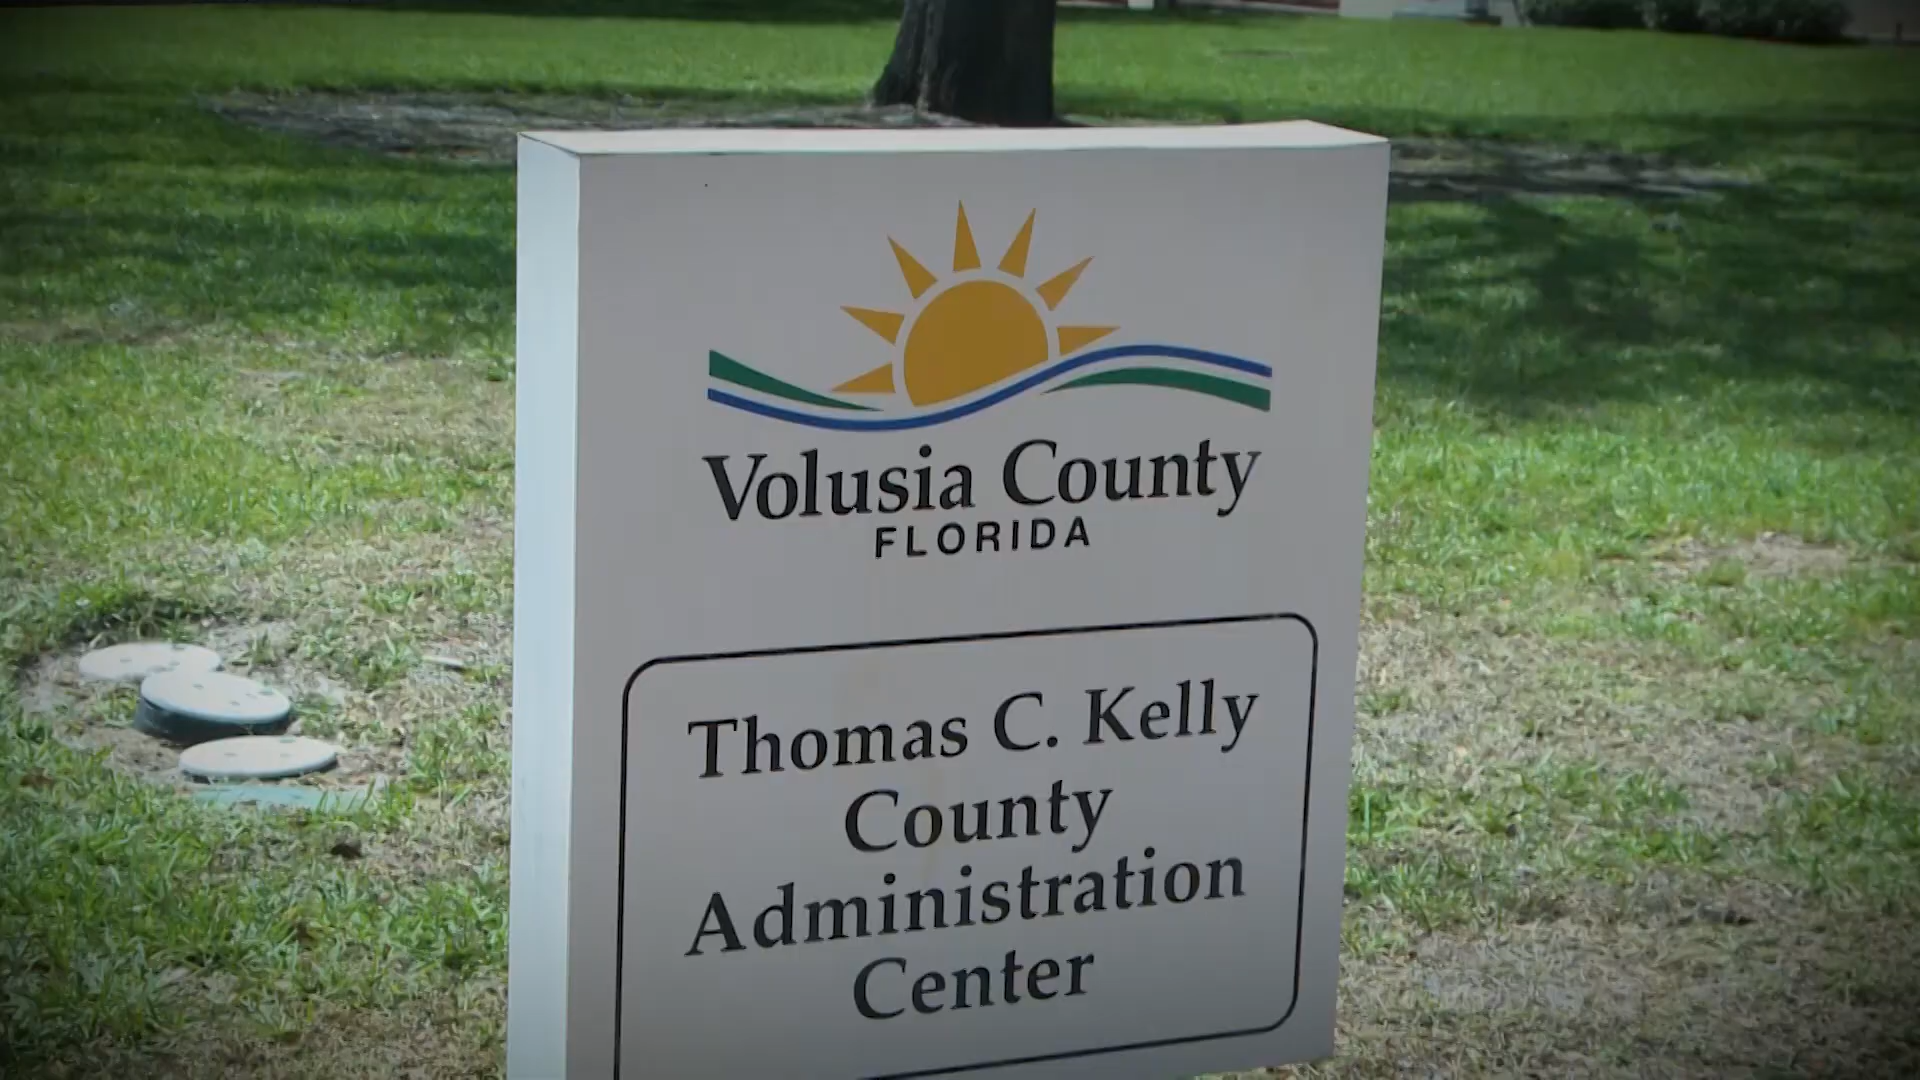 Volusia County
FLORIDA
Thomas C. Kelly
County
Administration
Center